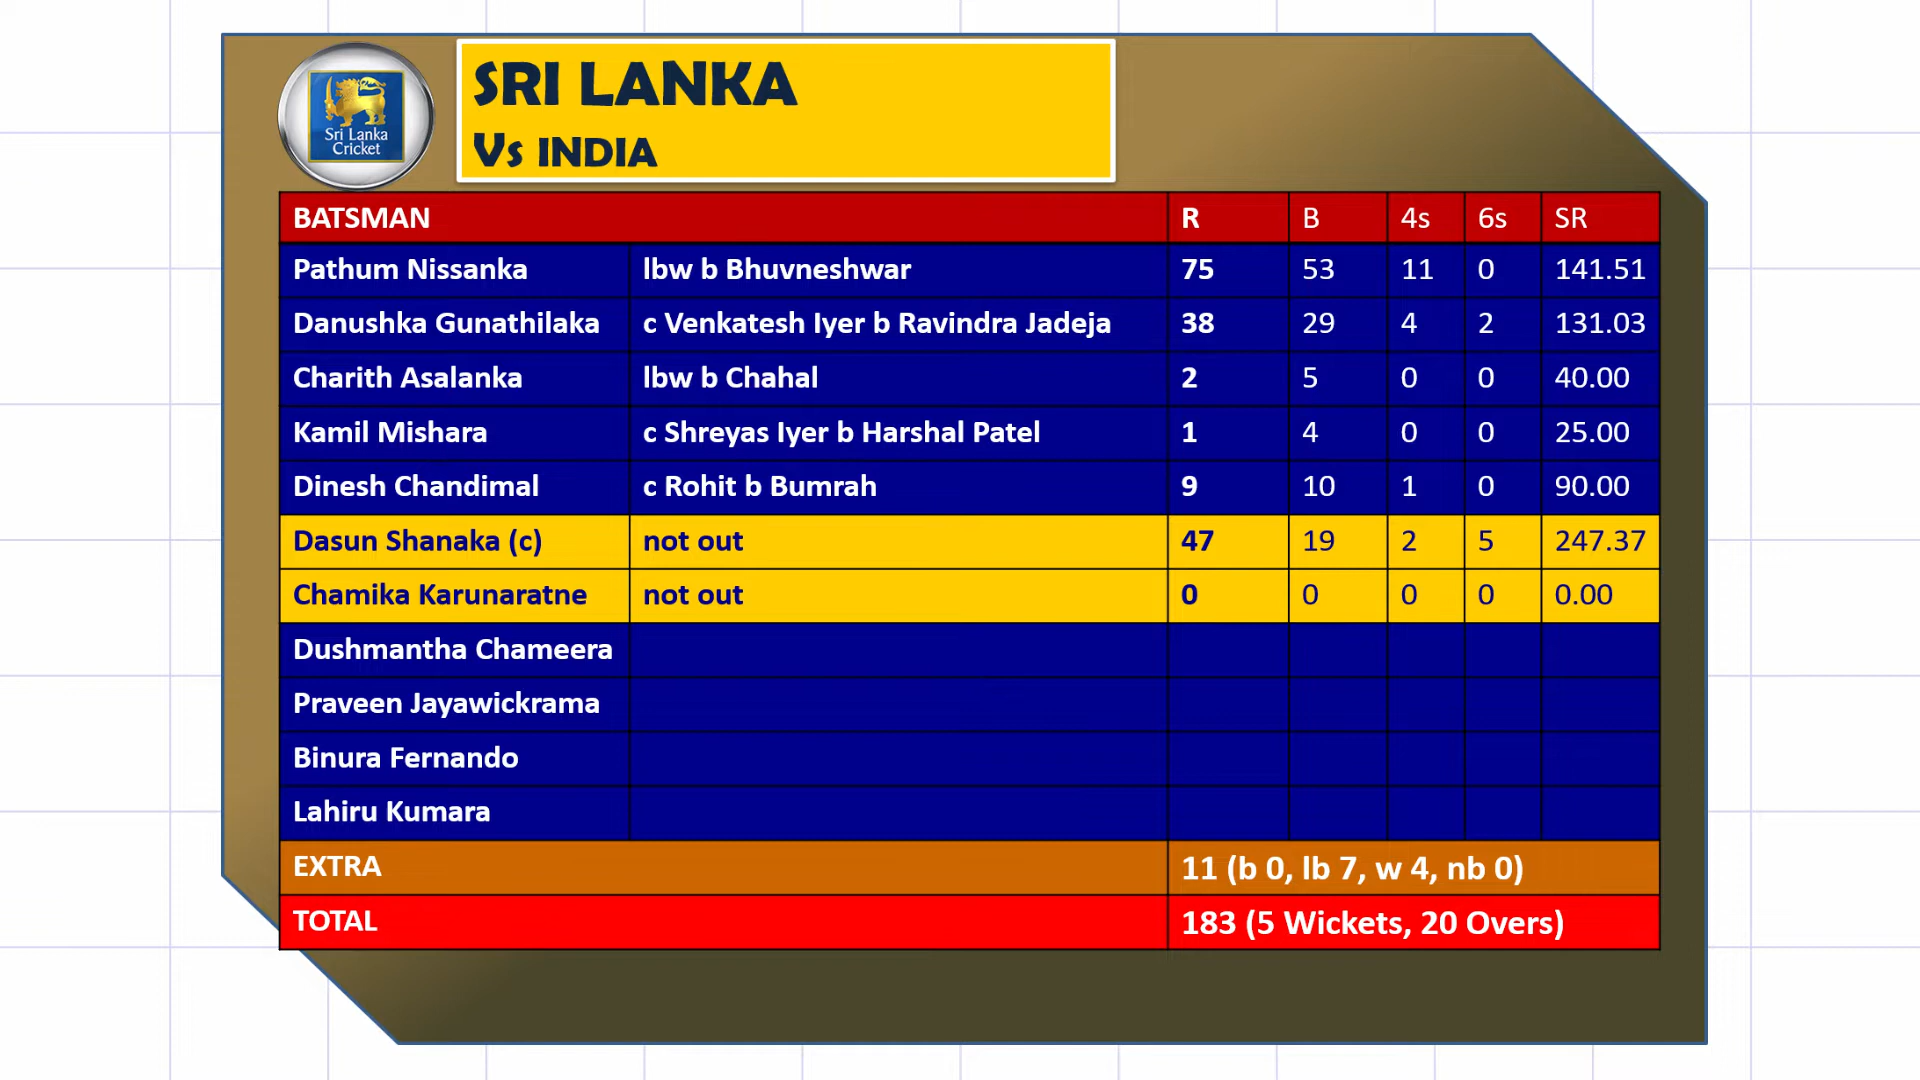 Sri Lanka
Cricket
SRI LANKA
Vs INDIA
BATSMAN R B 4s 6s SR
Pathum Nissanka lbw b Bhuvneshwar 75 53 11 0 141.51
Danushka Gunathilaka c Venkatesh Iyer b Ravindra Jadeja 38 29 4 2 131.03
Charith Asalanka lbw b Chahal 2 5 0 0 40.00
Kamil Mishara c Shreyas Iyer b Harshal Patel 1 4 0 0 25.00
Dinesh Chandimal c Rohit b Bumrah 9 10 1 0 90.00
Dasun Shanaka (c) not out 47 19 2 5 247.37
Chamika Karunaratne not out 0 0 0 0 0.00
Dushmantha Chameera
Praveen Jayawickrama
Binura Fernando
Lahiru Kumara
EXTRA 11 (b 0, lb 7, w 4, nb 0)
TOTAL 183 (5 Wickets, 20 Overs)